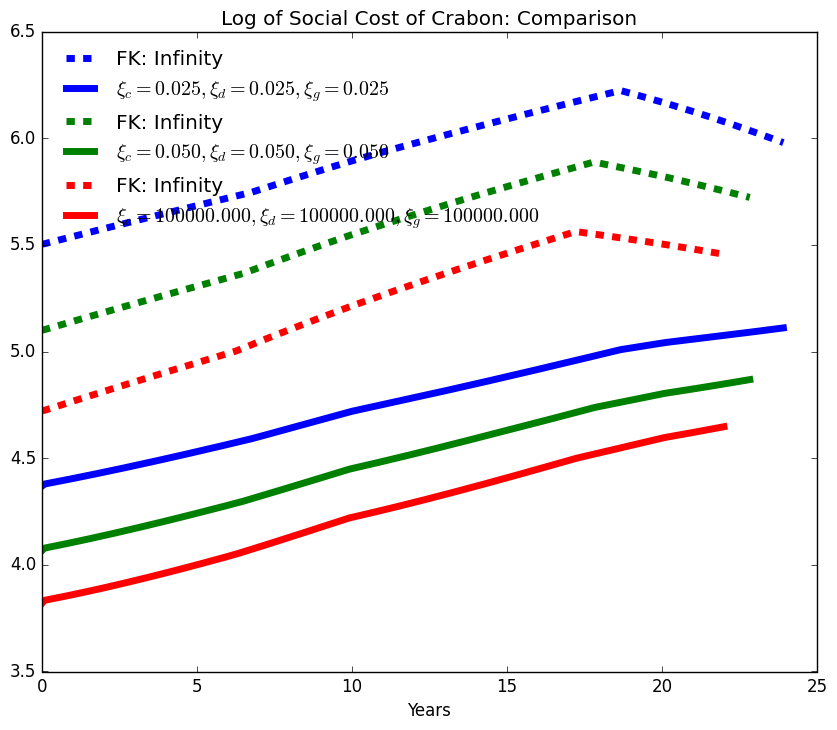 Log of Social Cost of Crabon: Comparison
6.5
6.0
5.5
5.0
4.5
4.0
3.5
FK: Infinity
ξc = 0.025, ξd = 0.025, ξg = 0.025
FK: Infinity
ξc = 0.050, ξd = 0.050, ξg = 0.050
FK: Infinity
ξc = 100000.000, ξd = 100000.000, ξg = 100000.000
0 5 10 15 20 25
Years